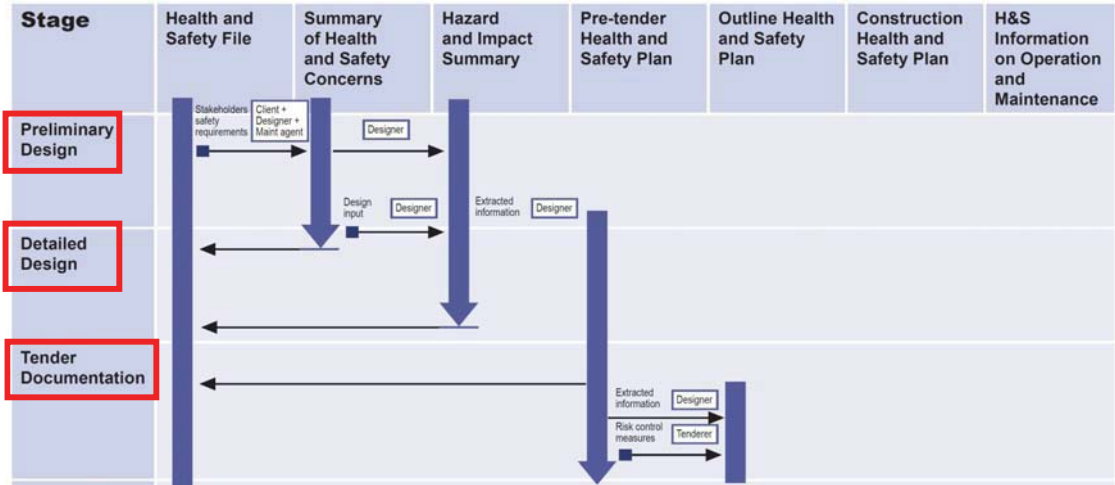 Stage
Health and
Safety File
Summary
of Health
and Safety
Concerns
Hazard
and Impact
Summary
Pre-tender
Health and
Safety Plan
Outline Health
and Safety
Plan
Construction
Health and
Safety Plan
H&S
Information
on Operation
and
Maintenance
Preliminary
Design
Stakeholders
safety
requirements
Client +
Designer +
Maint agent
Designer
Design
input
Designer
Extracted
information
Designer
Detailed
Design
Tender
Documentation
Extracted
information
Designer
Risk control
measures
Tenderer